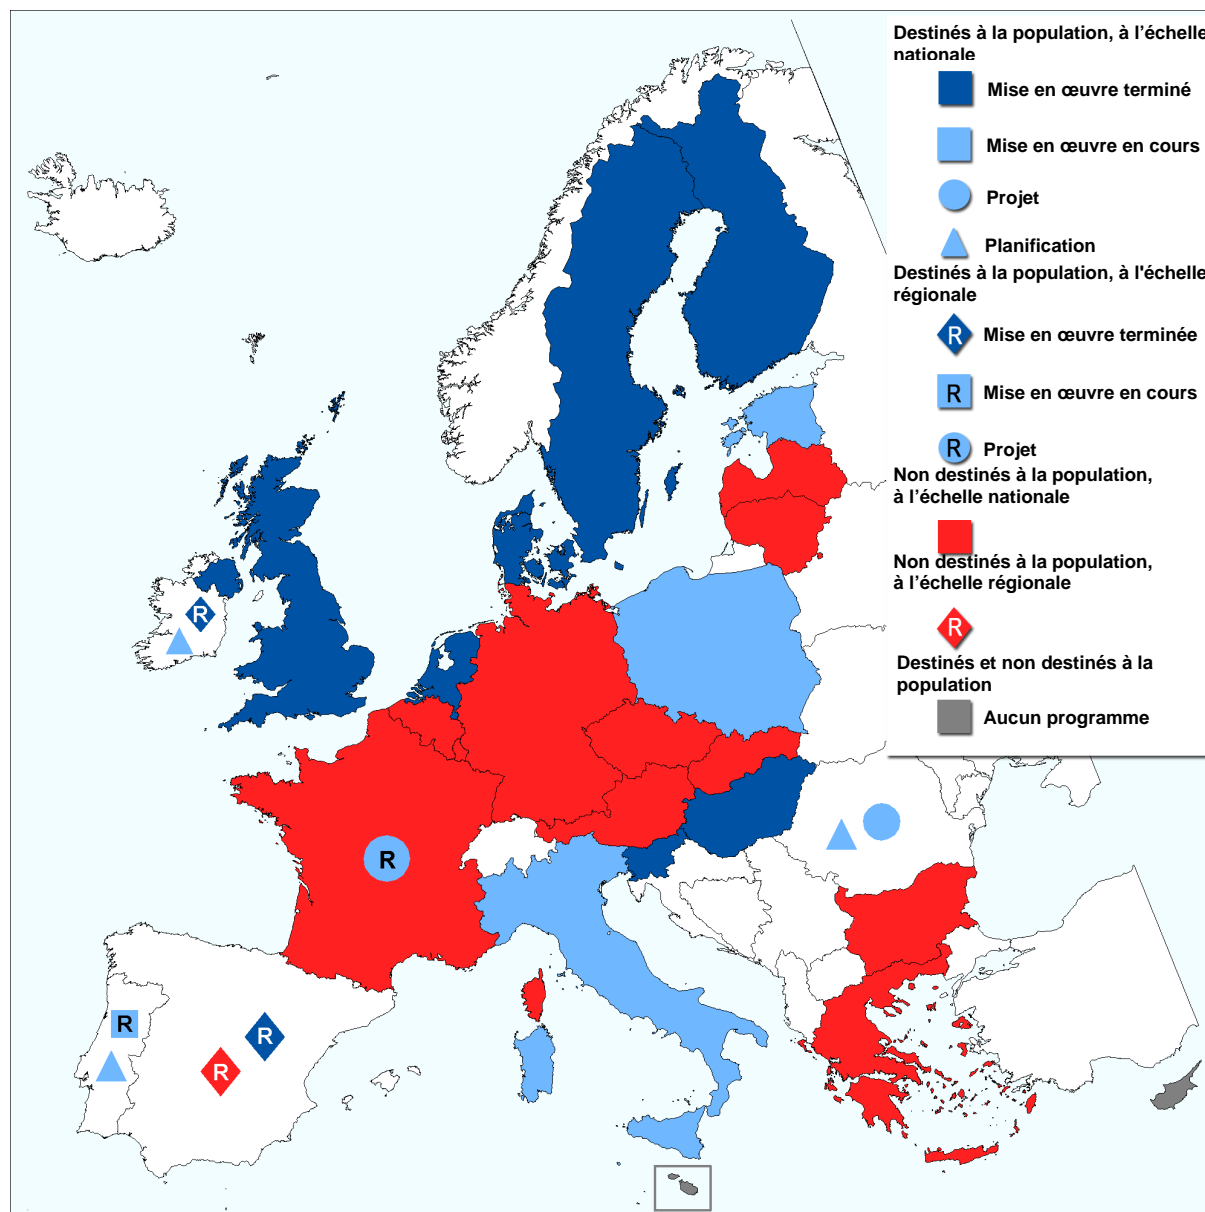 Destinés à la population, à l’échelle
nationale
Mise en œuvre terminé
Mise en œuvre en cours
Projet
Planification
Destinés à la population, à l'échelle
régionale
R Mise en œuvre terminée
R Mise en œuvre en cours
R Projet
Non destinés à la population,
à l’échelle nationale
Non destinés à la population,
à l’échelle régionale
R
Destinés et non destinés à la
population
Aucun programme
R
R
R
R
R